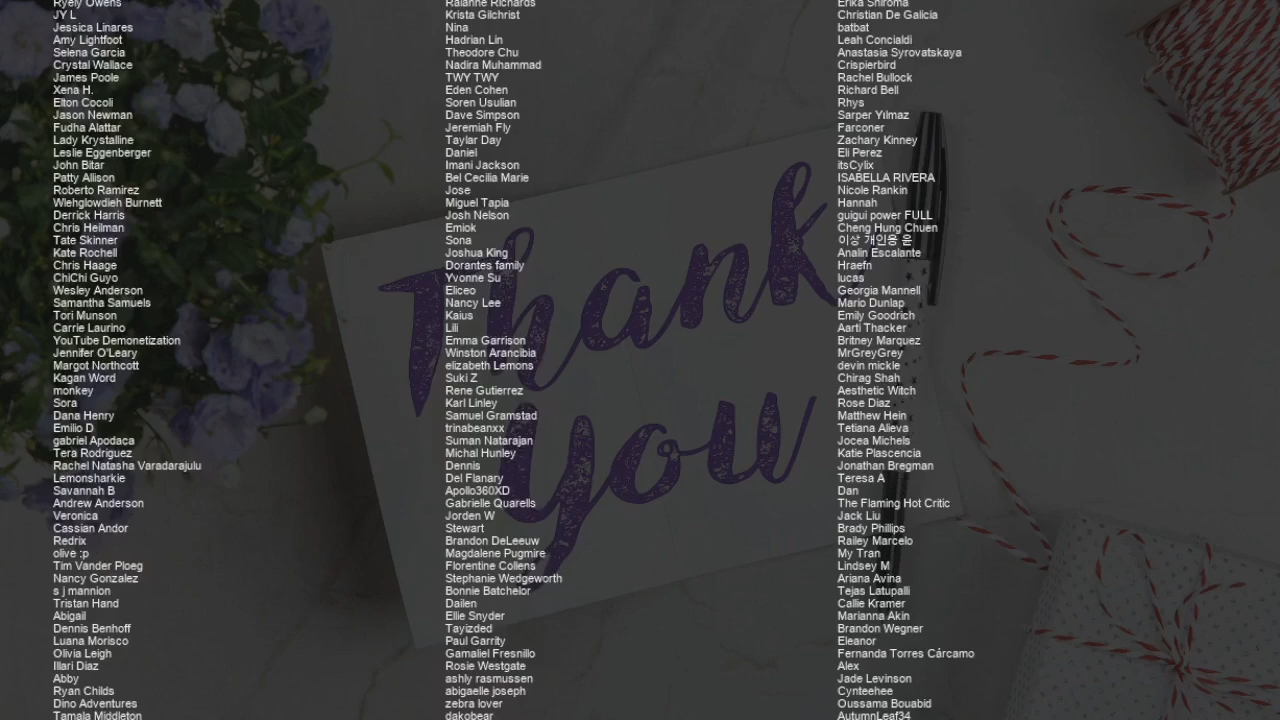 Ryely Owens
JY L
Jessica Linares
Amy Lightfoot
Selena Garcia
Crystal Wallace
James Poole
Xena H.
Elton Cocoli
Jason Newman
Fudha Alattar
Lady Krystalline
Leslie Eggenberger
John Bitar
Patty Allison
Roberto Ramirez
Wlehglowdieh Burnett
Derrick Harris
Chris Heilman
Tate Skinner
Kate Rochell
Chris Haage
ChiChi Guyo
Wesley Anderson
Samantha Samuels
Tori Munson
Carrie Laurino
YouTube Demonetization
Jennifer O'Leary
Margot Northcott
Kagan Word
monkey
Sora
Dana Henry
Emilio D
gabriel Apodaca
Tera Rodriguez
Rachel Natasha Varadarajulu
Lemonsharkie
Savannah B
Andrew Anderson
Veronica
Cassian Andor
Redrix
olive :p
Tim Vander Ploeg
Nancy Gonzalez
s j mannion
Tristan Hand
Abigail
Dennis Benhoff
Luana Morisco
Olivia Leigh
Illari Diaz
Abby
Ryan Childs
Dino Adventures
Tamala Middleton
Raianne Richards
Krista Gilchrist
Nina
Hadrian Lin
Theodore Chu
Nadira Muhammad
TWY TWY
Eden Cohen
Soren Usulian
Dave Simpson
Jeremiah Fly
Taylar Day
Daniel
Imani Jackson
Bel Cecilia Marie
Jose
Miguel Tapia
Josh Nelson
Emiok
Sona
Joshua King
Dorantes family
Yvonne Su
Eliceo
Nancy Lee
Kaius
Lili
Emma Garrison
Winston Arancibia
elizabeth Lemons
Suki Z
Rene Gutierrez
Karl Linley
Samuel Gramstad
trinabeanxx
Suman Natarajan
Michal Hunley
Dennis
Del Flanary
Apollo360XD
Gabrielle Quarells
Jorden W
Stewart
Brandon DeLeeuw
Magdalene Pugmire
Florentine Collens
Stephanie Wedgeworth
Bonnie Batchelor
Dailen
Ellie Snyder
Tayizded
Paul Garrity
Gamaliel Fresnillo
Rosie Westgate
ashly rasmussen
abigaelle joseph
zebra lover
dakobear
Erika Shiroma
Christian De Galicia
batbat
Leah Concialdi
Anastasia Syrovatskaya
Crispierbird
Rachel Bullock
Richard Bell
Rhys
Sarper Yılmaz
Farconer
Zachary Kinney
Eli Perez
itsCylix
ISABELLA RIVERA
Nicole Rankin
Hannah
guigui power FULL
Cheng Hung Chuen
이상 개인용 윤
Analin Escalante
Hraefn
lucas
Georgia Mannell
Mario Dunlap
Emily Goodrich
Aarti Thacker
Britney Marquez
MrGreyGrey
devin mickle
Chirag Shah
Aesthetic Witch
Rose Diaz
Matthew Hein
Tetiana Alieva
Jocea Michels
Katie Plascencia
Jonathan Bregman
Teresa A
Dan
The Flaming Hot Critic
Jack Liu
Brady Phillips
Railey Marcelo
My Tran
Lindsey M
Ariana Avina
Tejas Latupalli
Callie Kramer
Marianna Akin
Brandon Wegner
Eleanor
Fernanda Torres Cárcamo
Alex
Jade Levinson
Cynteehee
Oussama Bouabid
AutumnLeaf34
Thank
you